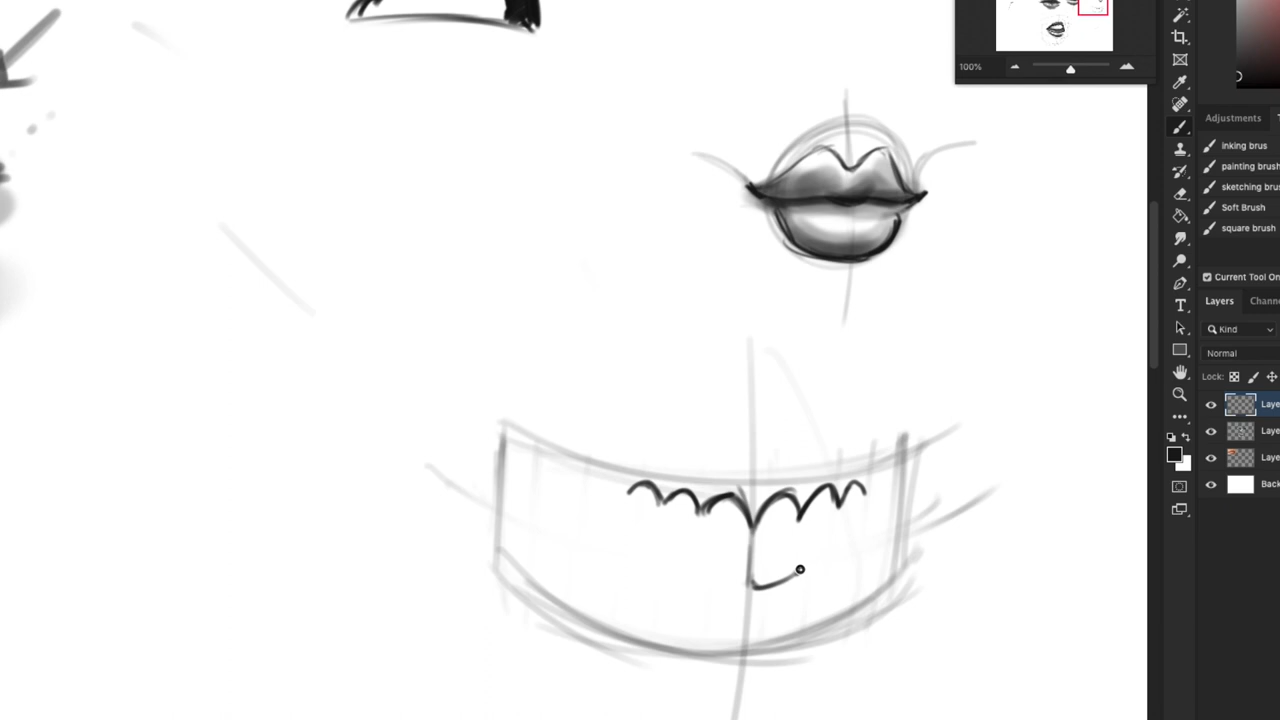 100%
Adjustments
inking brus
painting brush
sketching brus
Soft Brush
square brush
Current Tool On
Layers Channe
Kind
Normal
Lock:
Laye
Laye
Laye
Back